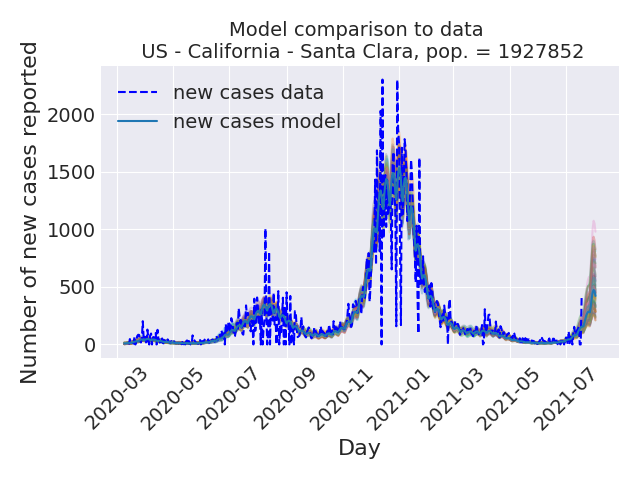 Model comparison to data
US - California - Santa Clara, pop. = 1927852
Number of new cases reported
2000
1500
1000
500
0
new cases data
new cases model
2020-03
2020-05
2020-07
2020-09
2020-11
2021-01
2021-03
2021-05
2021-07
Day